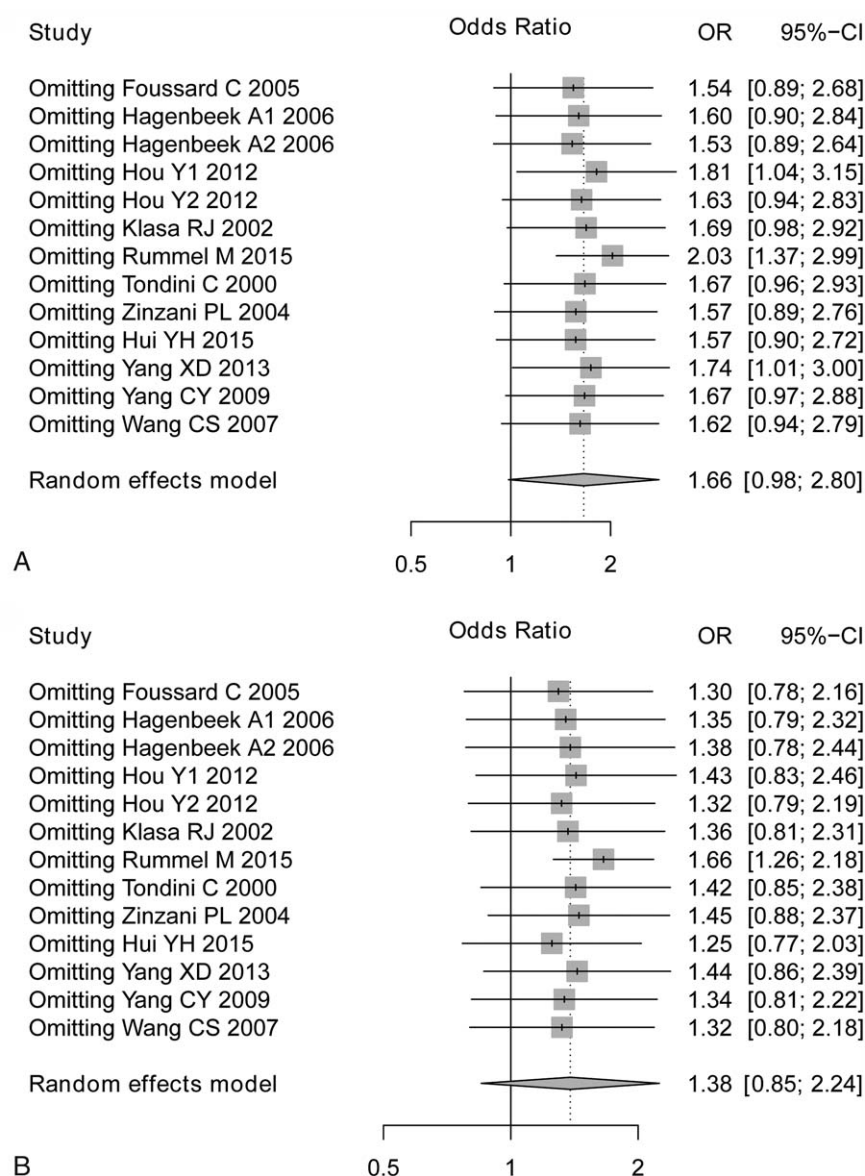 Study Odds Ratio OR 95%−CI
Omitting Foussard C 2005 1.54 [0.89; 2.68]
Omitting Hagenbeek A1 2006 1.60 [0.90; 2.84]
Omitting Hagenbeek A2 2006 1.53 [0.89; 2.64]
Omitting Hou Y1 2012 1.81 [1.04; 3.15]
Omitting Hou Y2 2012 1.63 [0.94; 2.83]
Omitting Klasa RJ 2002 1.69 [0.98; 2.92]
Omitting Rummel M 2015 2.03 [1.37; 2.99]
Omitting Tondini C 2000 1.67 [0.96; 2.93]
Omitting Zinzani PL 2004 1.57 [0.89; 2.76]
Omitting Hui YH 2015 1.57 [0.90; 2.72]
Omitting Yang XD 2013 1.74 [1.01; 3.00]
Omitting Yang CY 2009 1.67 [0.97; 2.88]
Omitting Wang CS 2007 1.62 [0.94; 2.79]
Random effects model 1.66 [0.98; 2.80]
A 0.5 1 2
Study Odds Ratio OR 95%−CI
Omitting Foussard C 2005 1.30 [0.78; 2.16]
Omitting Hagenbeek A1 2006 1.35 [0.79; 2.32]
Omitting Hagenbeek A2 2006 1.38 [0.78; 2.44]
Omitting Hou Y1 2012 1.43 [0.83; 2.46]
Omitting Hou Y2 2012 1.32 [0.79; 2.19]
Omitting Klasa RJ 2002 1.36 [0.81; 2.31]
Omitting Rummel M 2015 1.66 [1.26; 2.18]
Omitting Tondini C 2000 1.42 [0.85; 2.38]
Omitting Zinzani PL 2004 1.45 [0.88; 2.37]
Omitting Hui YH 2015 1.25 [0.77; 2.03]
Omitting Yang XD 2013 1.44 [0.86; 2.39]
Omitting Yang CY 2009 1.34 [0.81; 2.22]
Omitting Wang CS 2007 1.32 [0.80; 2.18]
Random effects model 1.38 [0.85; 2.24]
B 0.5 1 2